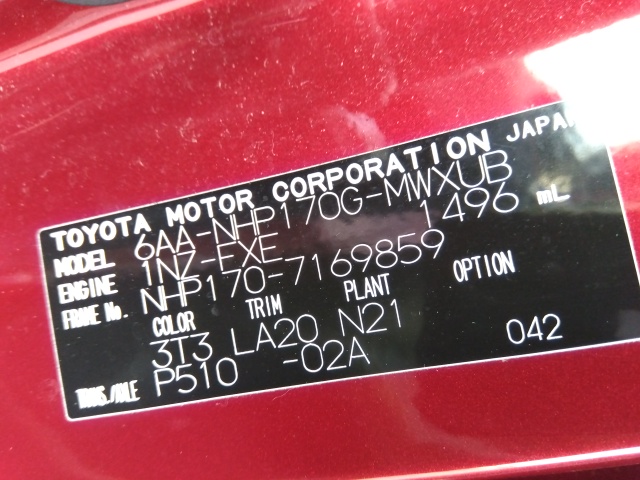 TOYOTA MOTOR CORPORATION JAPAN
MODEL 6AA-NHP170G-MWXUB
ENGINE 1NZ-EXE 1496 mL
FRAME No. NHP170-7169859
COLOR TRIM PLANT OPTION
3T3 LA20 N21
TRANS./AXLE P510 -02A 042